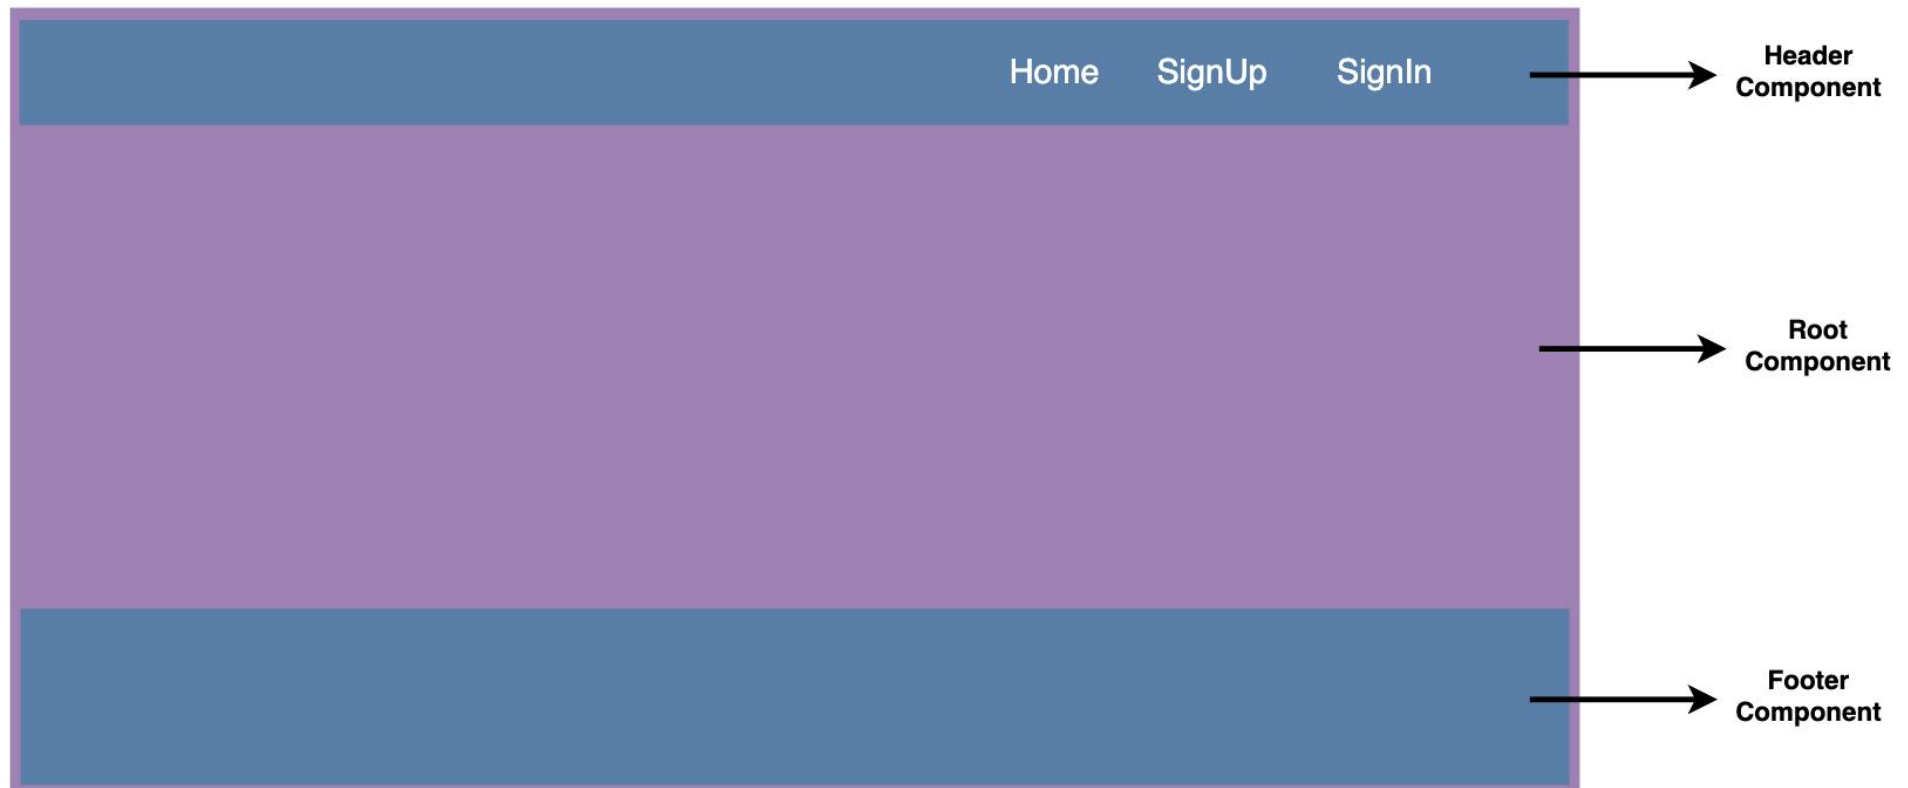 Home SignUp SignIn
Header
Component
Root
Component
Footer
Component